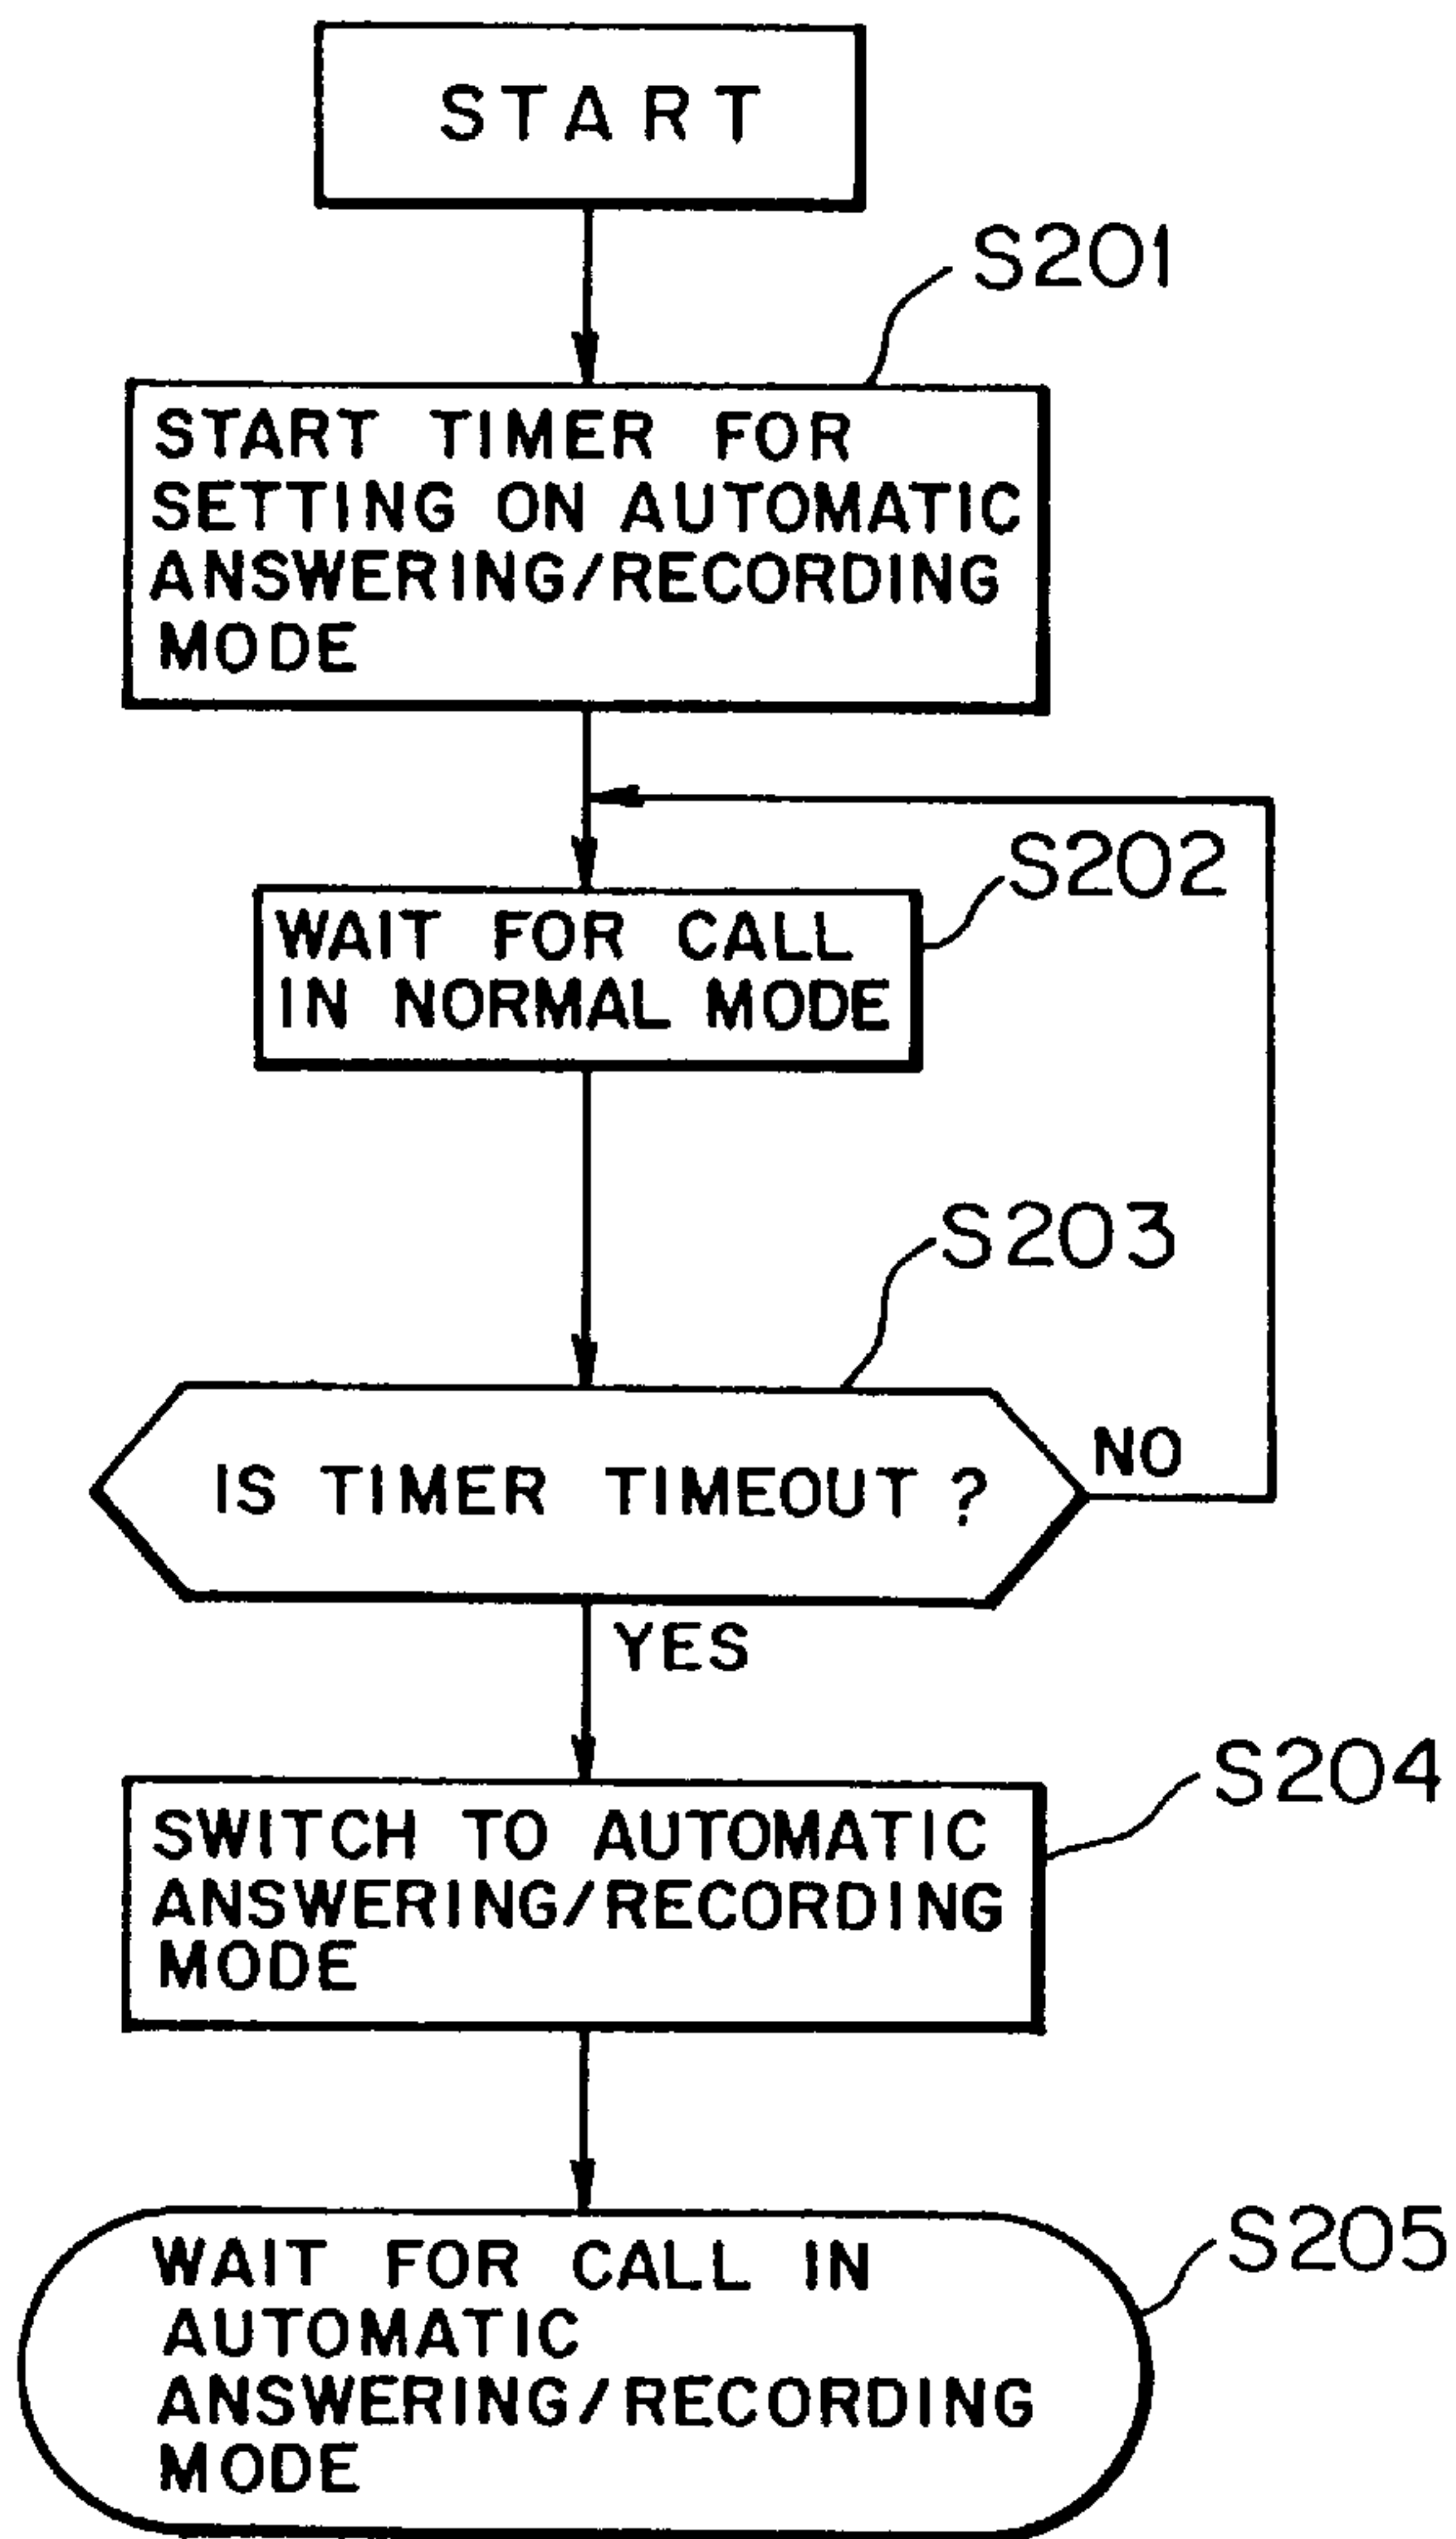 START
S201
START TIMER FOR
SETTING ON AUTOMATIC
ANSWERING/RECORDING
MODE
S202
WAIT FOR CALL
IN NORMAL MODE
S203
IS TIMER TIMEOUT ?
NO
YES
S204
SWITCH TO AUTOMATIC
ANSWERING/RECORDING
MODE
S205
WAIT FOR CALL IN
AUTOMATIC
ANSWERING/RECORDING
MODE